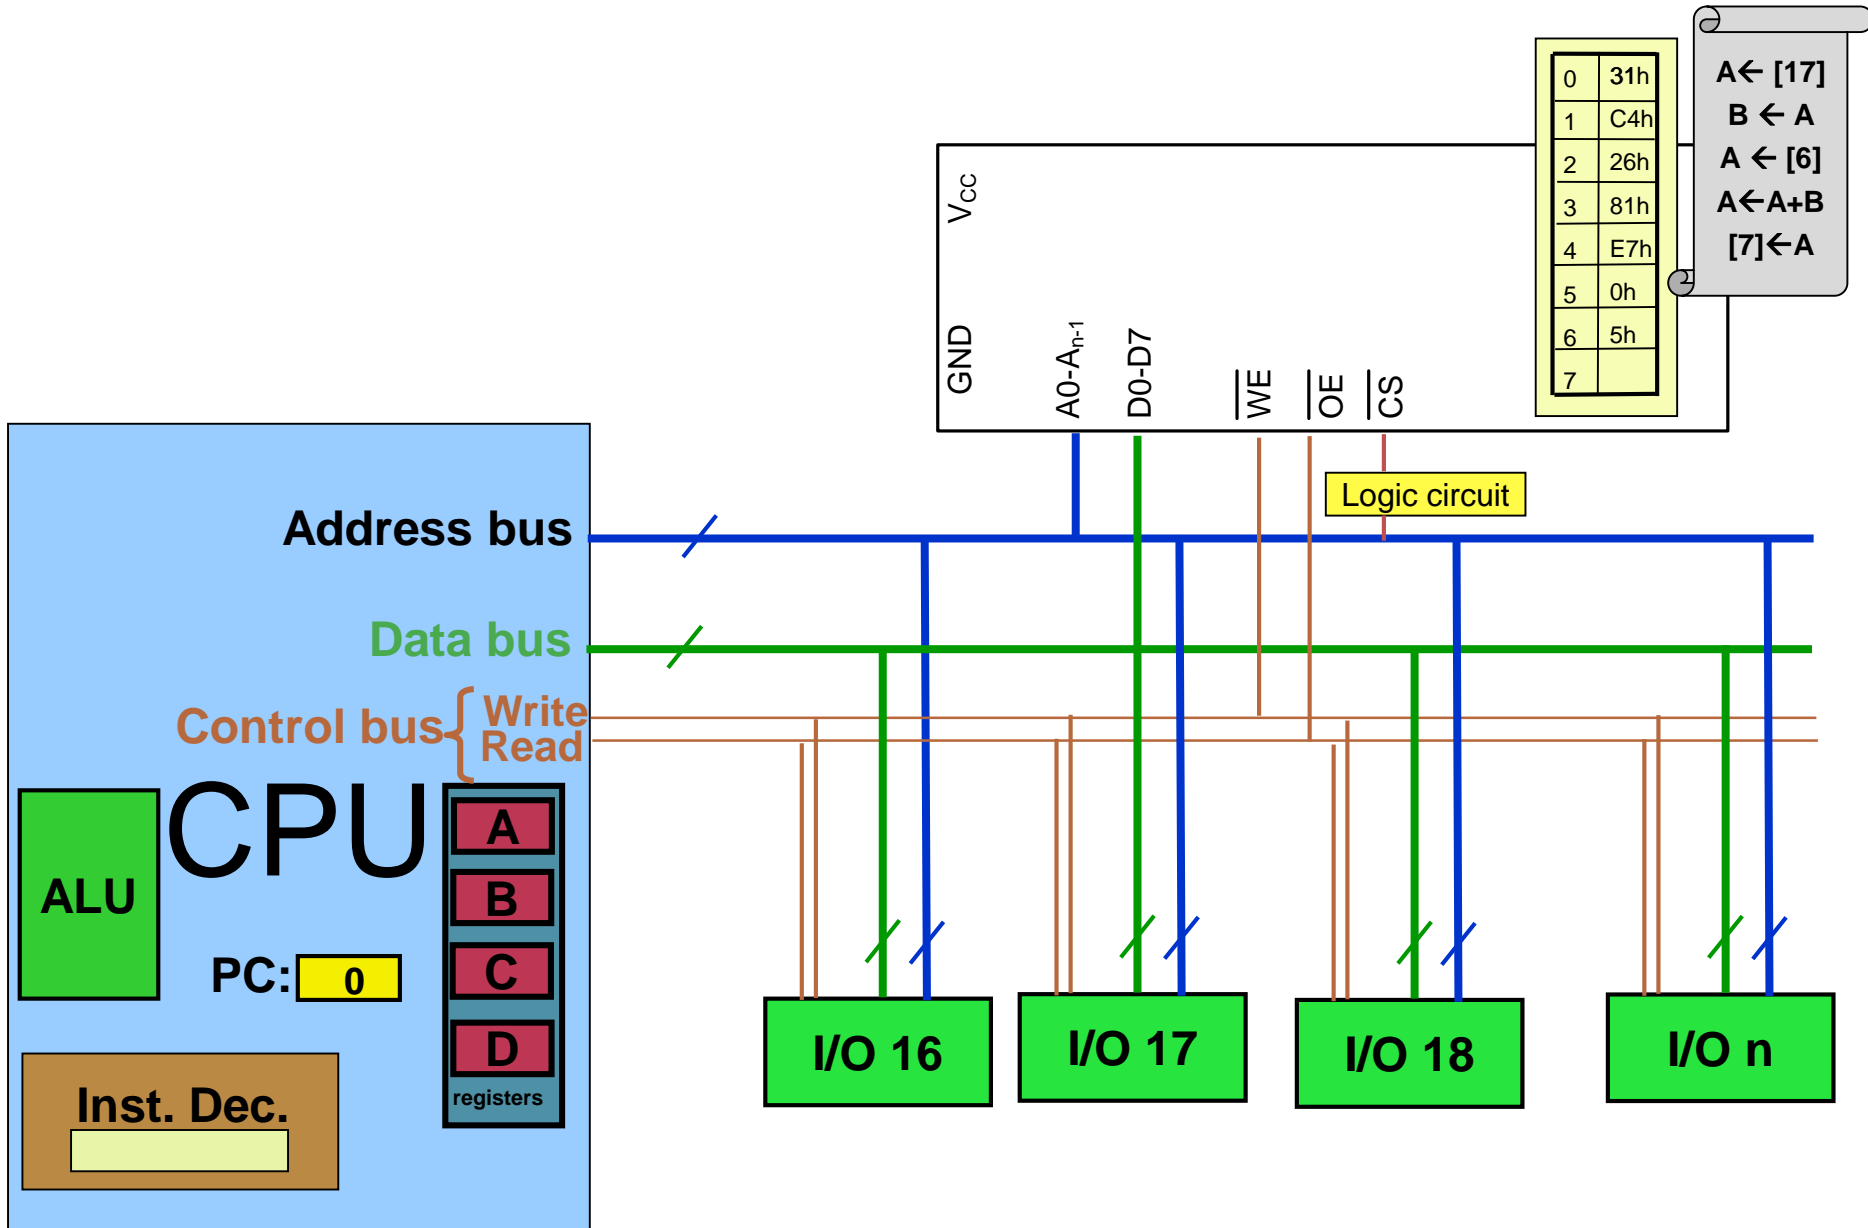 0 31h
1 C4h
2 26h
3 81h
4 E7h
5 0h
6 5h
7
A← [17]
B ← A
A ← [6]
A←A+B
[7]←A
VCC
GND
A0-An-1
D0-D7
WE
OE
CS
Logic circuit
Address bus
Data bus
Control bus
Write
Read
CPU
ALU
PC: 0
A
B
C
D
registers
Inst. Dec.
I/O 16
I/O 17
I/O 18
I/O n